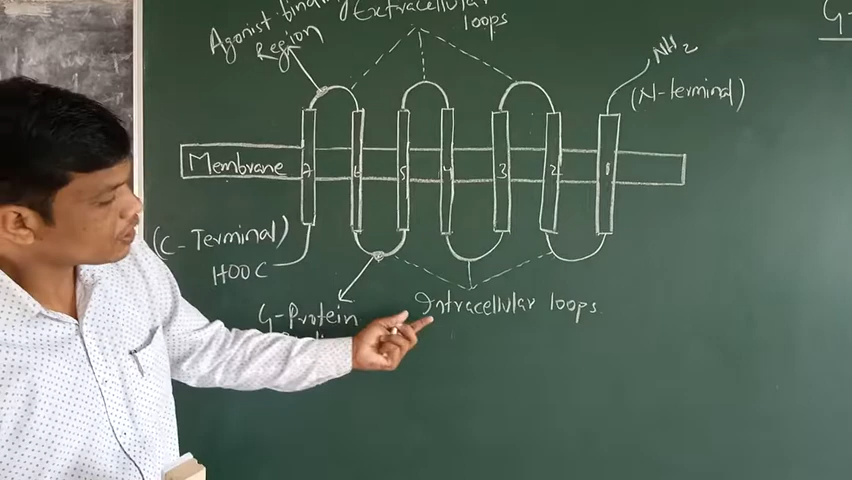 Agonist binding
Region
Extracellular
loops
G-
NH2
(N-terminal)
Membrane
7 6 5 4 3 2 1
(C-Terminal)
HOOC
G-Protein
Intracellular loops